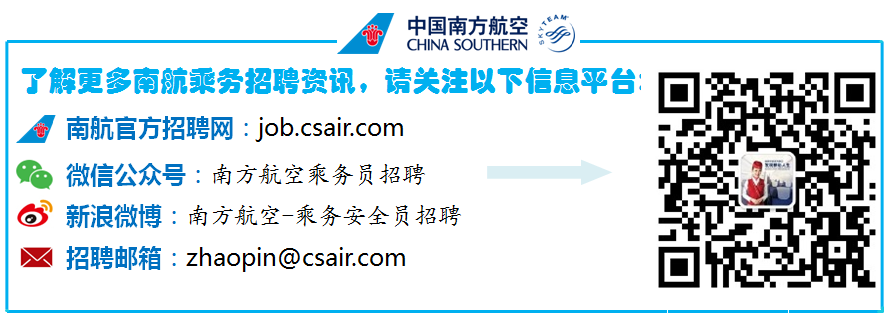 中国南方航空
CHINA SOUTHERN
SKYTEAM
了解更多南航乘务招聘资讯，请关注以下信息平台：
南航官方招聘网：job.csair.com
微信公众号：南方航空乘务员招聘
新浪微博：南方航空-乘务安全员招聘
招聘邮箱：zhaopin@csair.com